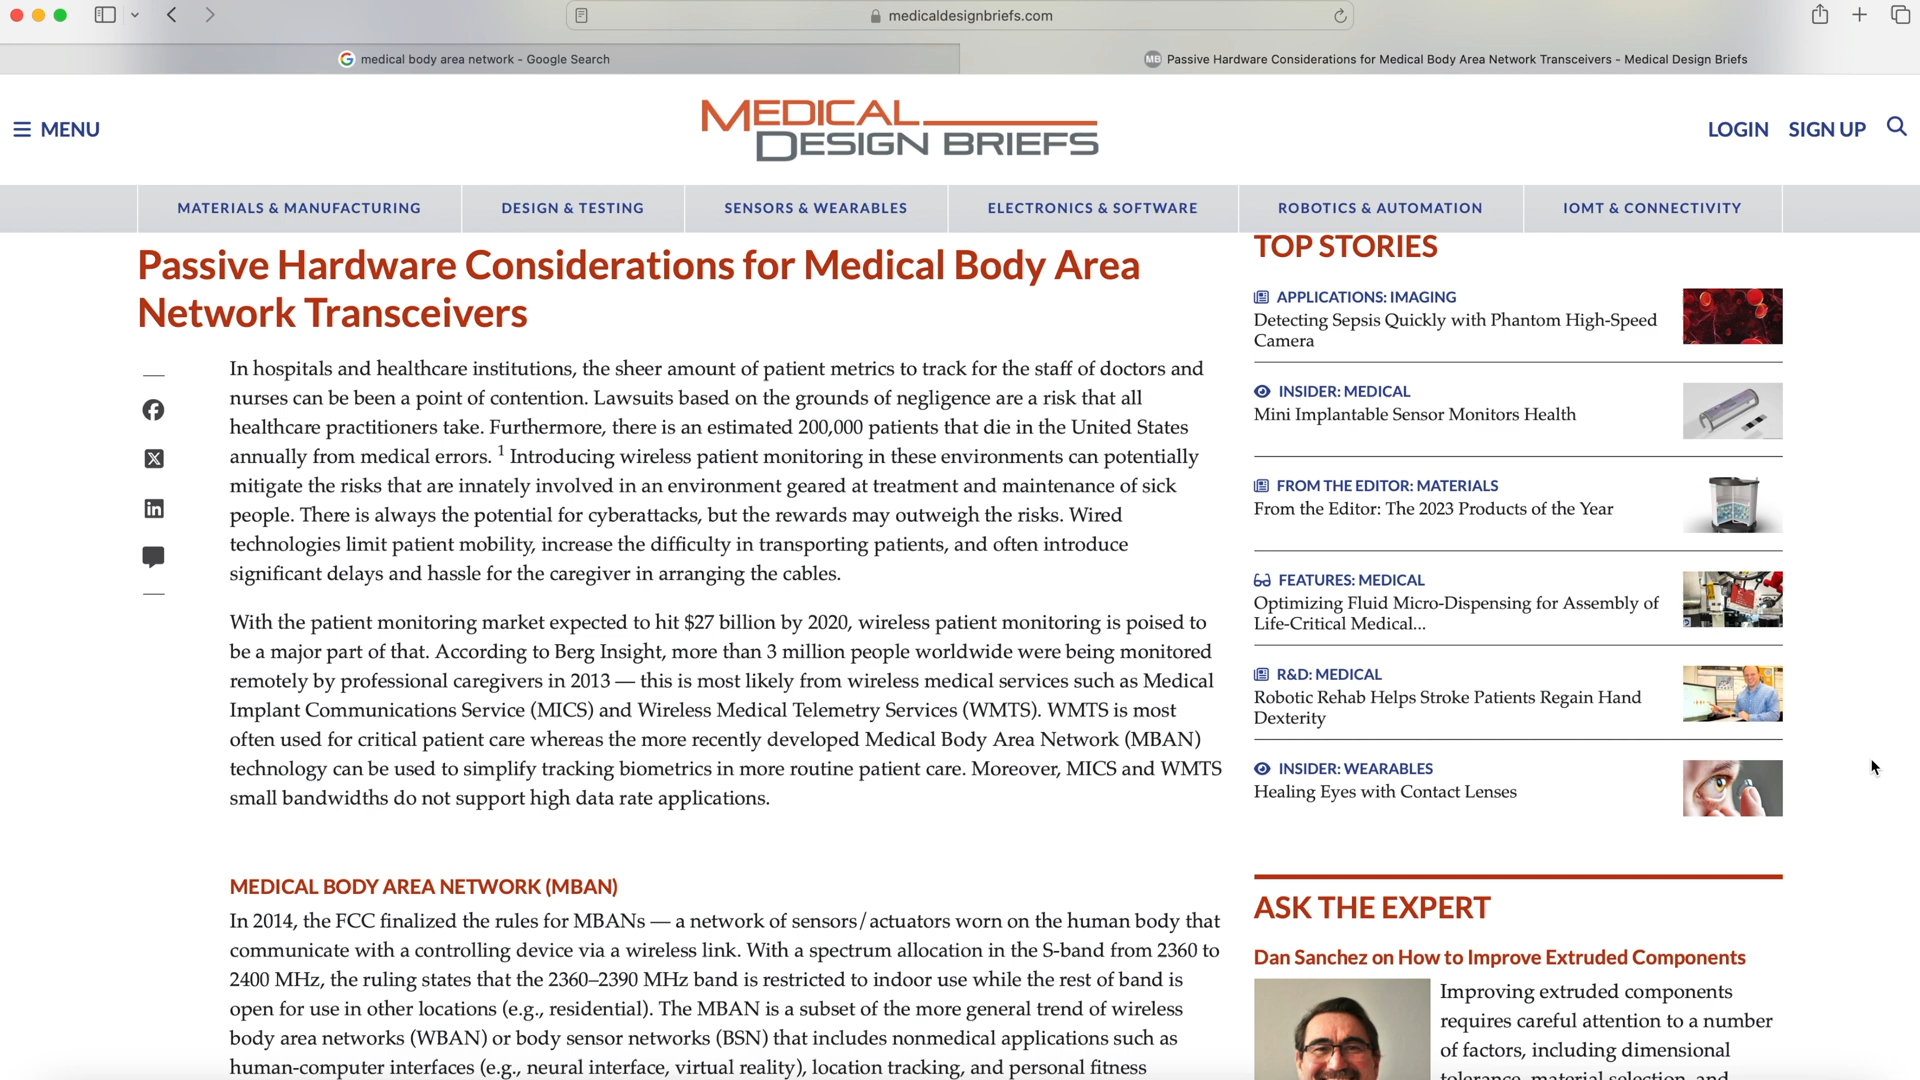 medicaldesignbriefs.com
medical body area network - Google Search
MB Passive Hardware Considerations for Medical Body Area Network Transceivers - Medical Design Briefs
MENU
MEDICAL
DESIGN BRIEFS
LOGIN SIGN UP
MATERIALS & MANUFACTURING
DESIGN & TESTING
SENSORS & WEARABLES
ELECTRONICS & SOFTWARE
ROBOTICS & AUTOMATION
IOMT & CONNECTIVITY
Passive Hardware Considerations for Medical Body Area
Network Transceivers
In hospitals and healthcare institutions, the sheer amount of patient metrics to track for the staff of doctors and
nurses can be been a point of contention. Lawsuits based on the grounds of negligence are a risk that all
healthcare practitioners take. Furthermore, there is an estimated 200,000 patients that die in the United States
annually from medical errors. 1 Introducing wireless patient monitoring in these environments can potentially
mitigate the risks that are innately involved in an environment geared at treatment and maintenance of sick
people. There is always the potential for cyberattacks, but the rewards may outweigh the risks. Wired
technologies limit patient mobility, increase the difficulty in transporting patients, and often introduce
significant delays and hassle for the caregiver in arranging the cables.
With the patient monitoring market expected to hit $27 billion by 2020, wireless patient monitoring is poised to
be a major part of that. According to Berg Insight, more than 3 million people worldwide were being monitored
remotely by professional caregivers in 2013 — this is most likely from wireless medical services such as Medical
Implant Communications Service (MICS) and Wireless Medical Telemetry Services (WMTS). WMTS is most
often used for critical patient care whereas the more recently developed Medical Body Area Network (MBAN)
technology can be used to simplify tracking biometrics in more routine patient care. Moreover, MICS and WMTS
small bandwidths do not support high data rate applications.
MEDICAL BODY AREA NETWORK (MBAN)
In 2014, the FCC finalized the rules for MBANs — a network of sensors/actuators worn on the human body that
communicate with a controlling device via a wireless link. With a spectrum allocation in the S-band from 2360 to
2400 MHz, the ruling states that the 2360–2390 MHz band is restricted to indoor use while the rest of band is
open for use in other locations (e.g., residential). The MBAN is a subset of the more general trend of wireless
body area networks (WBAN) or body sensor networks (BSN) that includes nonmedical applications such as
human-computer interfaces (e.g., neural interface, virtual reality), location tracking, and personal fitness
TOP STORIES
APPLICATIONS: IMAGING
Detecting Sepsis Quickly with Phantom High-Speed
Camera
INSIDER: MEDICAL
Mini Implantable Sensor Monitors Health
FROM THE EDITOR: MATERIALS
From the Editor: The 2023 Products of the Year
FEATURES: MEDICAL
Optimizing Fluid Micro-Dispensing for Assembly of
Life-Critical Medical...
R&D: MEDICAL
Robotic Rehab Helps Stroke Patients Regain Hand
Dexterity
INSIDER: WEARABLES
Healing Eyes with Contact Lenses
ASK THE EXPERT
Dan Sanchez on How to Improve Extruded Components
Improving extruded components
requires careful attention to a number
of factors, including dimensional
tolerance, material selection, and